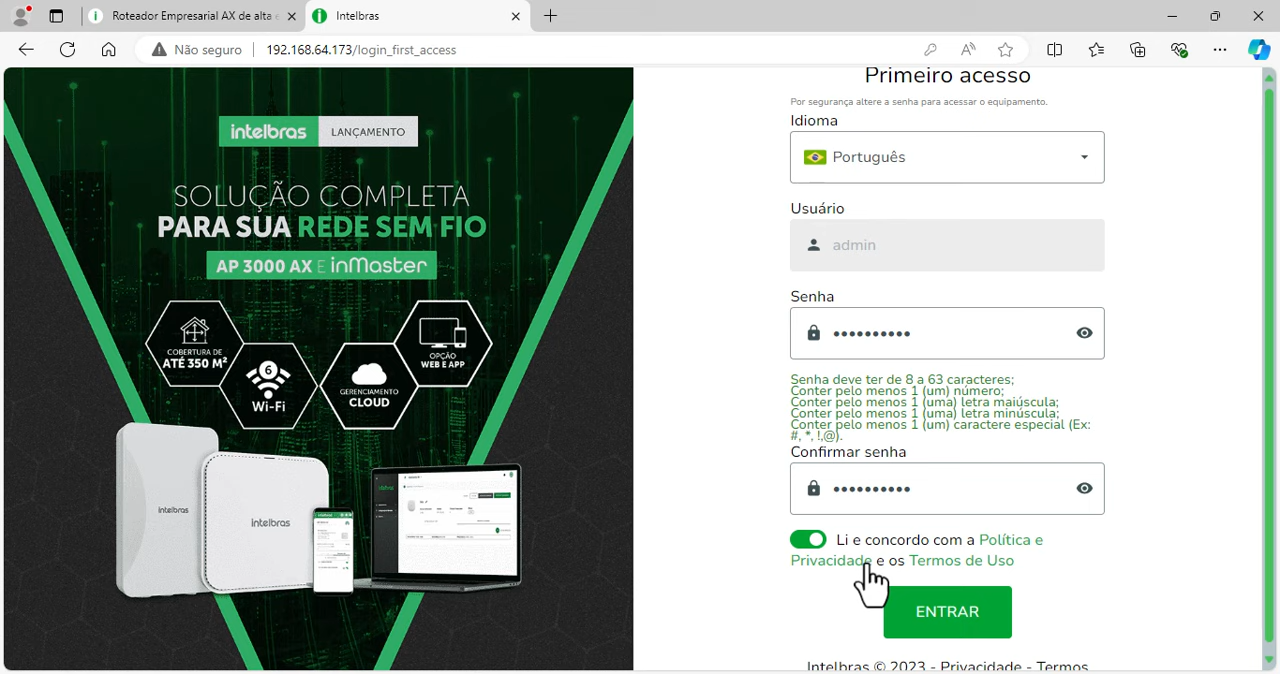 Roteador Empresarial AX de alta e
Intelbras
Não seguro
192.168.64.173/login_first_access
intelbras LANÇAMENTO
SOLUÇÃO COMPLETA
PARA SUA REDE SEM FIO
AP 3000 AX E inMaster
COBERTURA DE
ATÉ 350 M²
6
Wi-Fi
GERENCIAMENTO
CLOUD
OPÇÃO
WEB E APP
intelbras
intelbras
Primeiro acesso
Por segurança altere a senha para acessar o equipamento.
Idioma
Português
Usuário
admin
Senha
••••••••••
Senha deve ter de 8 a 63 caracteres;
Conter pelo menos 1 (um) número;
Conter pelo menos 1 (uma) letra maiúscula;
Conter pelo menos 1 (uma) letra minúscula;
Conter pelo menos 1 (um) caractere especial (Ex:
#, *, !,@).
Confirmar senha
••••••••••
Li e concordo com a Política e
Privacidade e os Termos de Uso
ENTRAR
Intelbras © 2023 - Privacidade - Termos